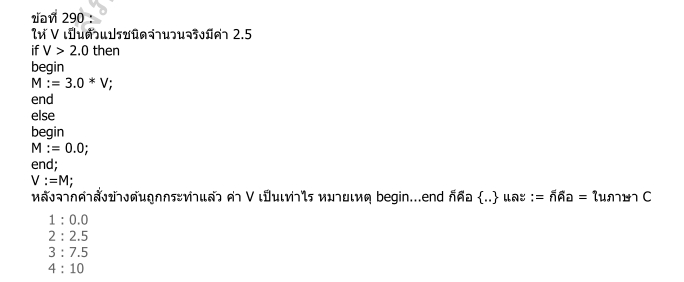 ข้อที่ 290 :
ให้ V เป็นตัวแปรชนิดจำนวนจริงมีค่า 2.5
if V > 2.0 then
begin
M := 3.0 * V;
end
else
begin
M := 0.0;
end;
V :=M;
หลังจากคำสั่งข้างต้นถูกกระทำแล้ว ค่า V เป็นเท่าไร หมายเหตุ begin...end ก็คือ {..} และ := ก็คือ = ในภาษา C
1 : 0.0
2 : 2.5
3 : 7.5
4 : 10